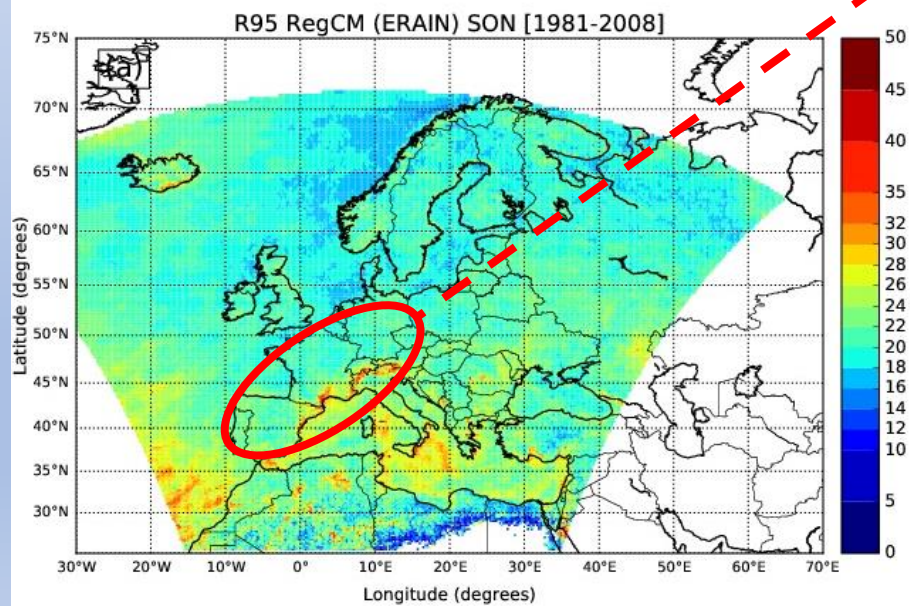 R95 RegCM (ERAIN) SON [1981-2008]
75°N
70°N
65°N
60°N
55°N
50°N
45°N
40°N
35°N
30°N
Latitude (degrees)
30°W 20°W 10°W 0° 10°E 20°E 30°E 40°E 50°E 60°E 70°E
Longitude (degrees)
50
45
40
35
32
30
28
26
24
22
20
18
16
14
12
10
5
0